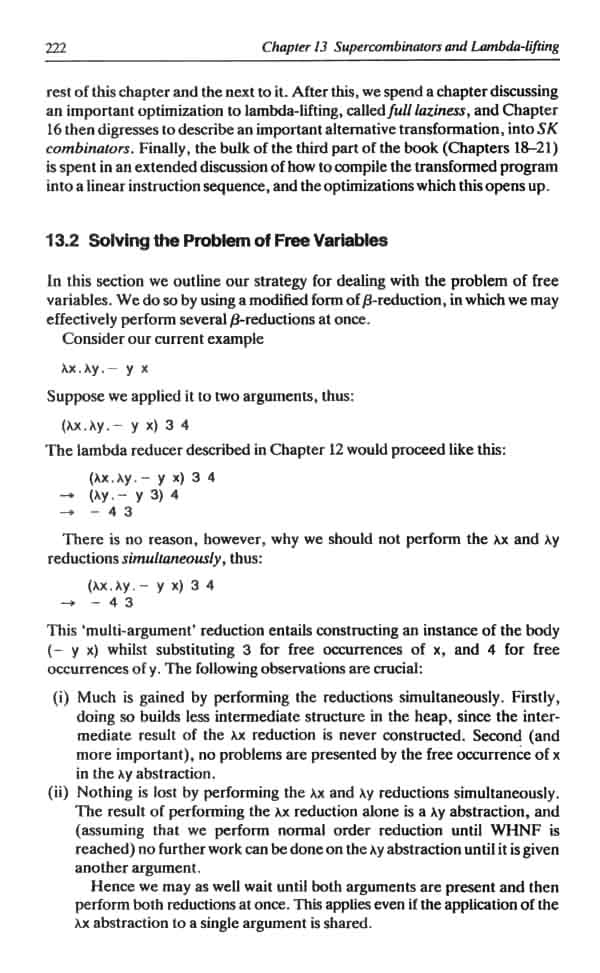 222 Chapter 13 Supercombinators and Lambda-lifting
rest of this chapter and the next to it. After this, we spend a chapter discussing
an important optimization to lambda-lifting, called full laziness, and Chapter
16 then digresses to describe an important alternative transformation, into SK
combinators. Finally, the bulk of the third part of the book (Chapters 18–21)
is spent in an extended discussion of how to compile the transformed program
into a linear instruction sequence, and the optimizations which this opens up.
13.2 Solving the Problem of Free Variables
In this section we outline our strategy for dealing with the problem of free
variables. We do so by using a modified form of β-reduction, in which we may
effectively perform several β-reductions at once.
Consider our current example
λx.λy.− y x
Suppose we applied it to two arguments, thus:
(λx.λy.− y x) 3 4
The lambda reducer described in Chapter 12 would proceed like this:
(λx.λy.− y x) 3 4
→ (λy.− y 3) 4
→ − 4 3
There is no reason, however, why we should not perform the λx and λy
reductions simultaneously, thus:
(λx.λy.− y x) 3 4
→ − 4 3
This ‘multi-argument’ reduction entails constructing an instance of the body
(− y x) whilst substituting 3 for free occurrences of x, and 4 for free
occurrences of y. The following observations are crucial:
(i) Much is gained by performing the reductions simultaneously. Firstly,
doing so builds less intermediate structure in the heap, since the inter-
mediate result of the λx reduction is never constructed. Second (and
more important), no problems are presented by the free occurrence of x
in the λy abstraction.
(ii) Nothing is lost by performing the λx and λy reductions simultaneously.
The result of performing the λx reduction alone is a λy abstraction, and
(assuming that we perform normal order reduction until WHNF is
reached) no further work can be done on the λy abstraction until it is given
another argument.
Hence we may as well wait until both arguments are present and then
perform both reductions at once. This applies even if the application of the
λx abstraction to a single argument is shared.